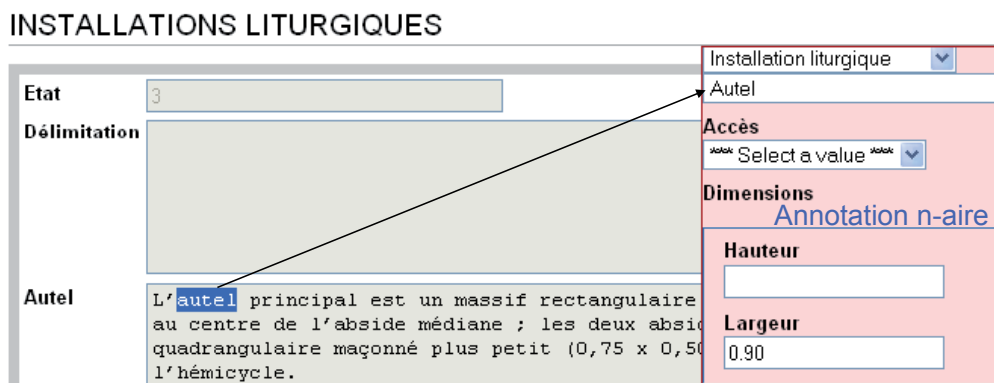 INSTALLATIONS LITURGIQUES
Installation liturgique
Etat
3
Autel
Délimitation
Accès
**** Select a value ****
Dimensions
Annotation n-aire
Hauteur
Autel
L'autel principal est un massif rectangulaire
au centre de l'abside médiane ; les deux absid
quadrangulaire maçonné plus petit (0,75 x 0,50
l'hémicycle.
Largeur
0.90